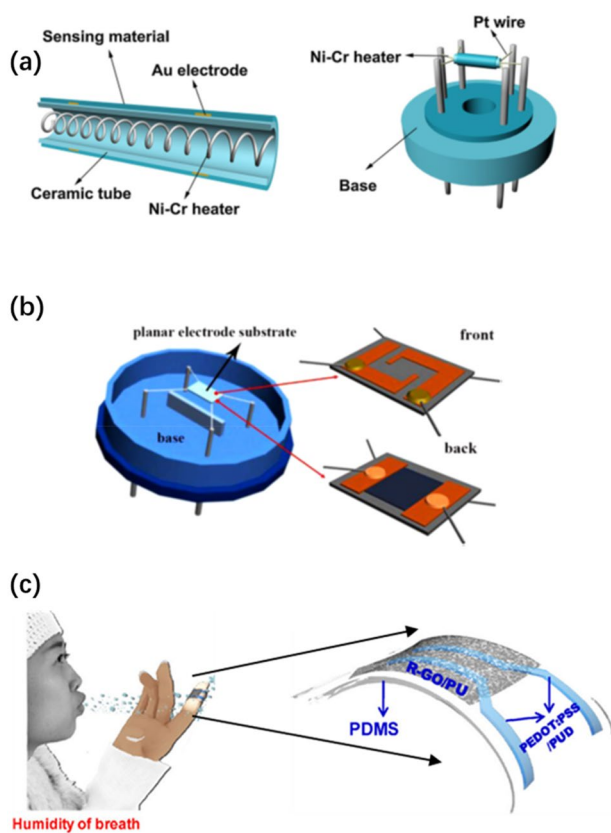 (a)
Sensing material
Au electrode
Ceramic tube
Ni-Cr heater
Pt wire
Ni-Cr heater
Base
(b)
planar electrode substrate
base
front
back
(c)
Humidity of breath
R-GO/PU
PDMS
PEDOT:PSS
/PUD